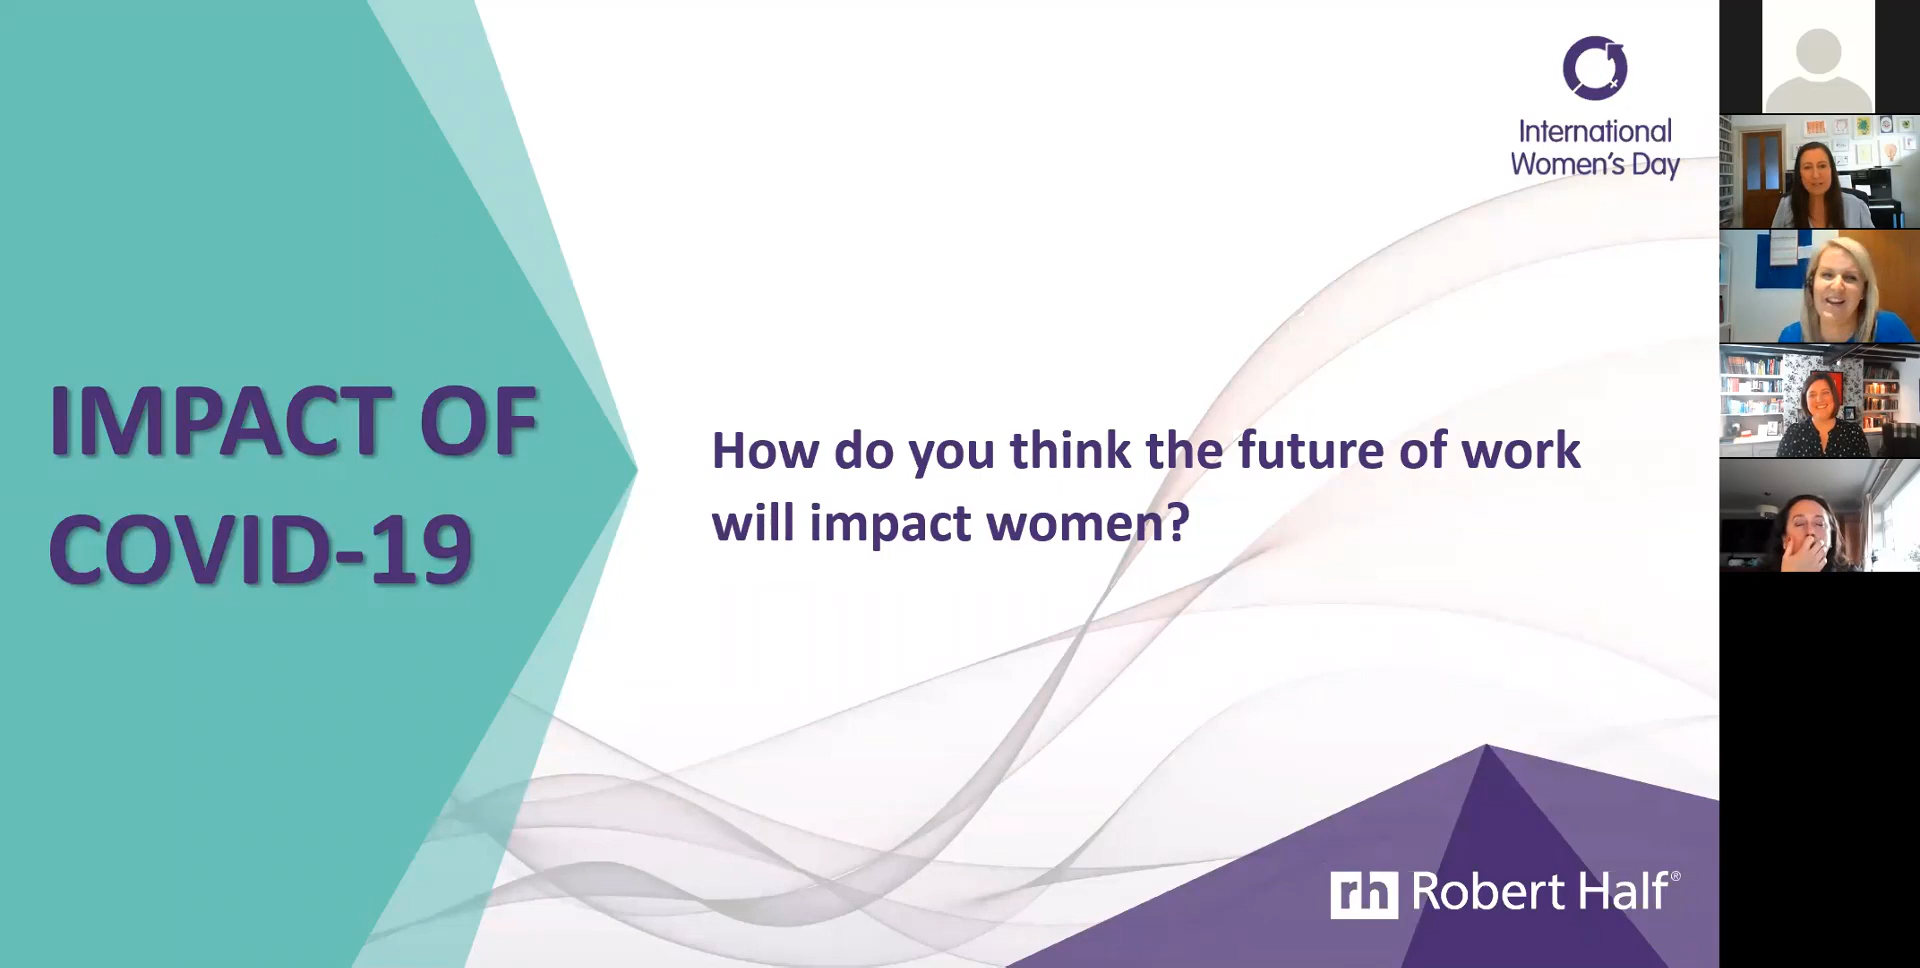 International
Women's Day
IMPACT OF
COVID-19
How do you think the future of work
will impact women?
rh Robert Half®